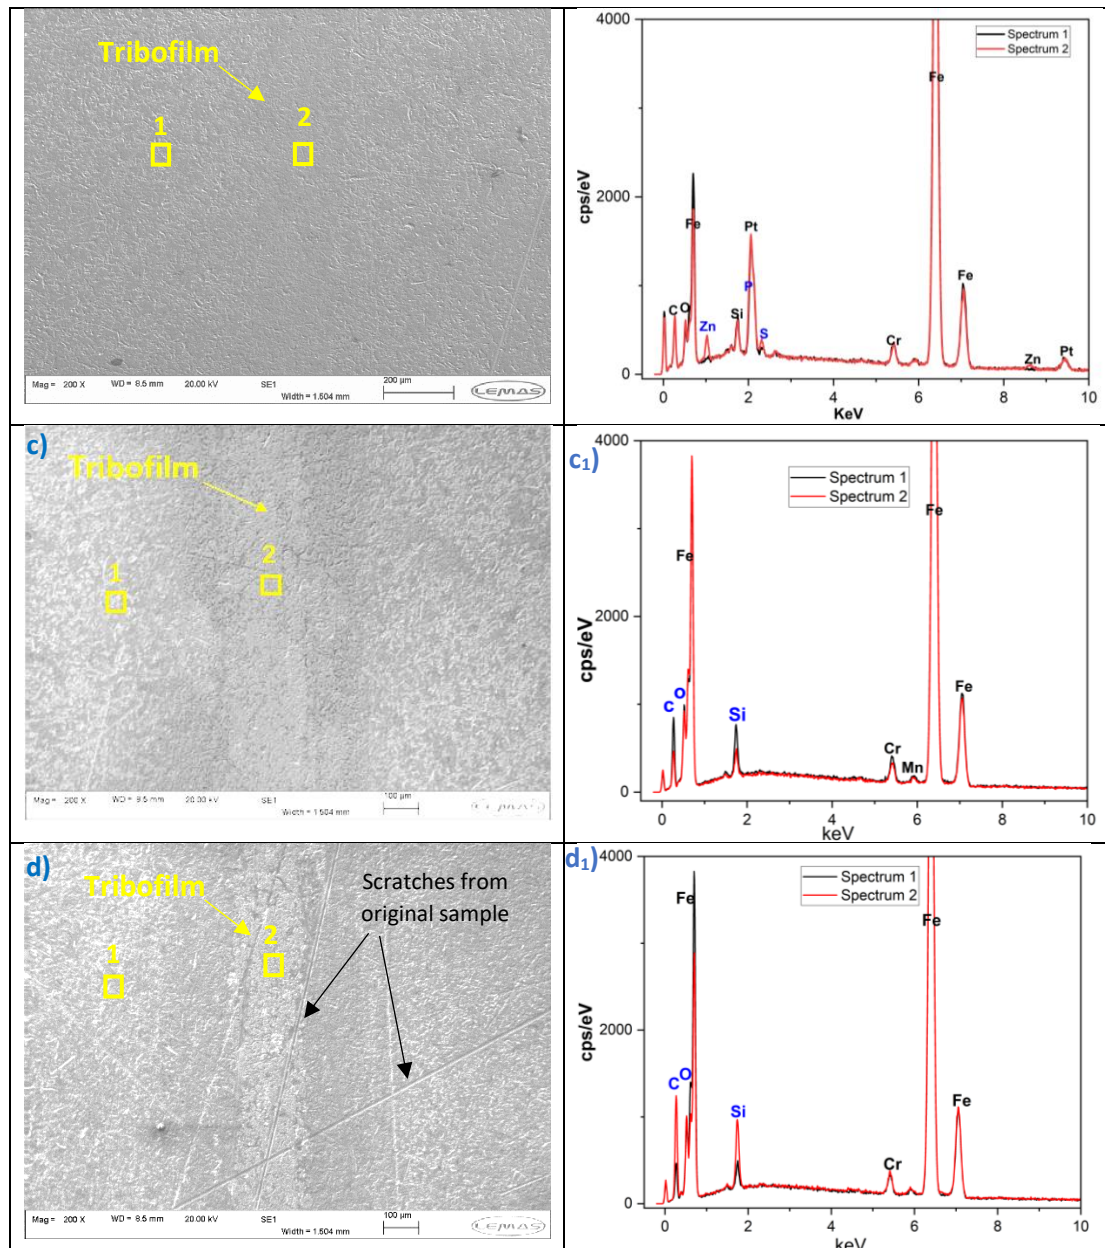 Tribofilm
1
2
Mag = 200 X WD = 8.5 mm 20.00 kV SE1 200 µm
Width = 1.504 mm
LEMAS
4000
2000
0
cps/eV
Spectrum 1
Spectrum 2
Fe
Fe
Pt
P
C
O
Zn
Si
S
Cr
Fe
Zn
Pt
0 2 4 6 8 10
KeV
c)
Tribofilm
1
2
Mag = 200 X WD = 8.5 mm 20.00 kV SE1 100 µm
Width = 1.504 mm
LEMAS
c1)
4000
2000
0
cps/eV
Spectrum 1
Spectrum 2
Fe
Fe
c
o
Si
Cr
Mn
Fe
0 2 4 6 8 10
keV
d)
Tribofilm
1
2
Scratches from
original sample
Mag = 200 X WD = 8.5 mm 20.00 kV SE1 100 µm
Width = 1.504 mm
LEMAS
d1)
4000
2000
0
cps/eV
Spectrum 1
Spectrum 2
Fe
Fe
C
O
Si
Cr
Fe
0 2 4 6 8 10
keV